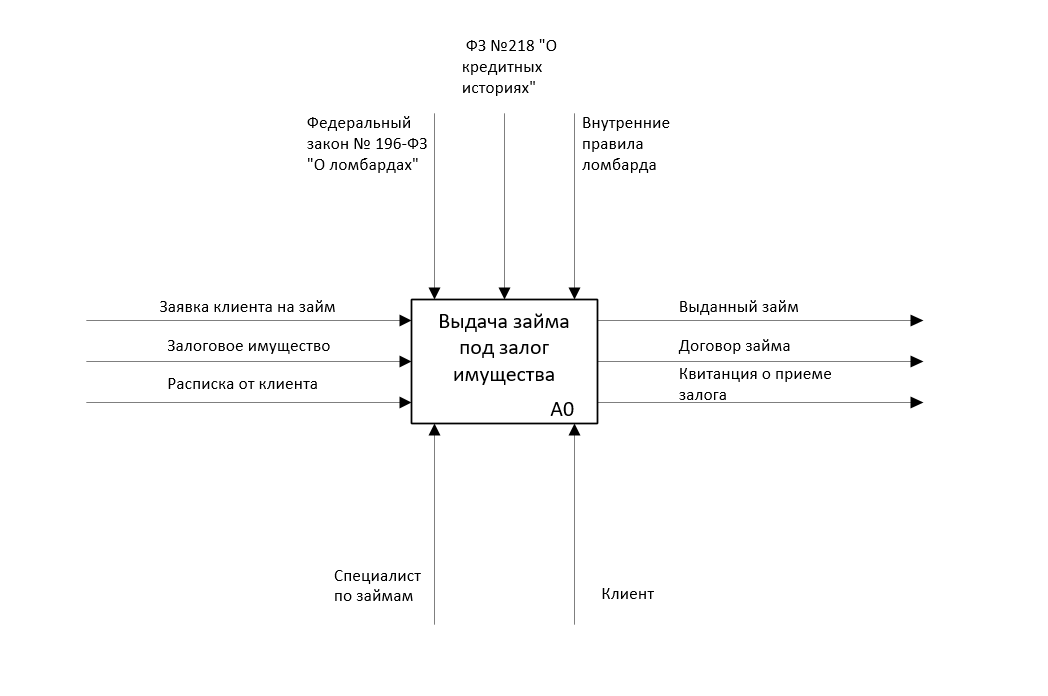 ФЗ №218 "О
кредитных
историях"
Федеральный
закон № 196-ФЗ
"О ломбардах"
Внутренние
правила
ломбарда
Заявка клиента на займ
Залоговое имущество
Расписка от клиента
Выдача займа
под залог
имущества
A0
Выданный займ
Договор займа
Квитанция о приеме
залога
Специалист
по займам
Клиент